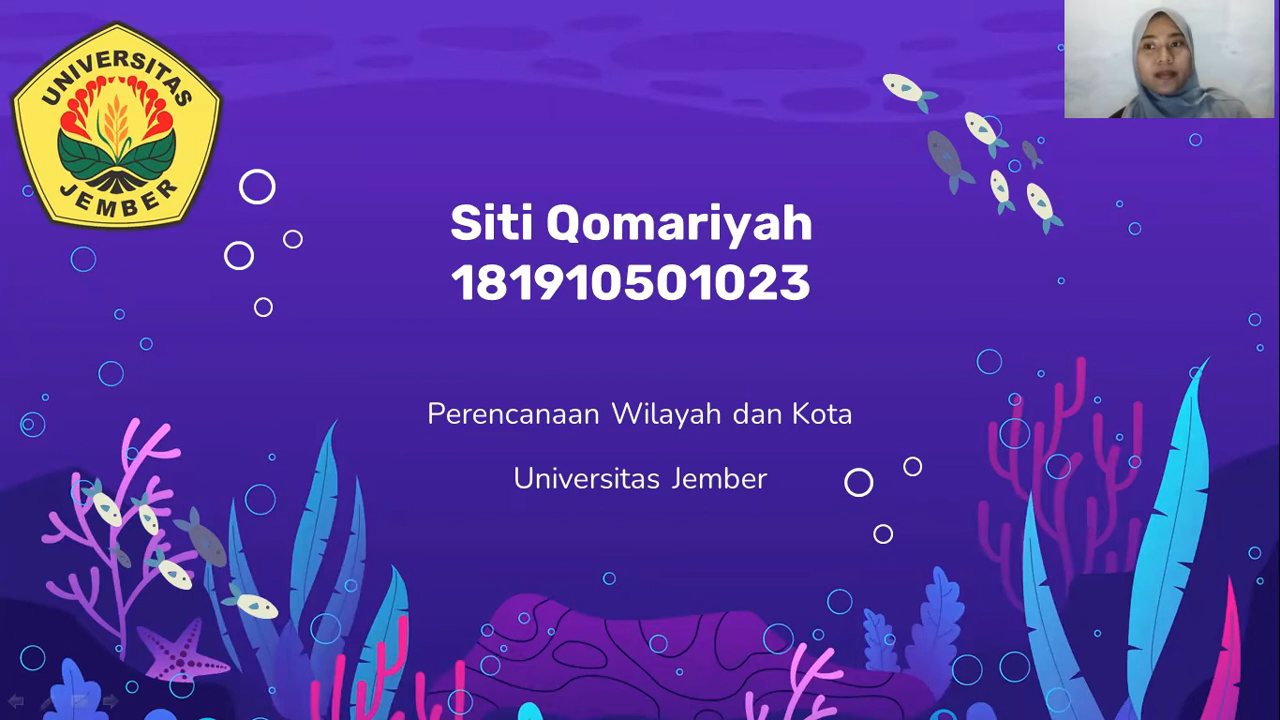 UNIVERSITAS
JEMBER
Siti Qomariyah
181910501023
Perencanaan Wilayah dan Kota
Universitas Jember